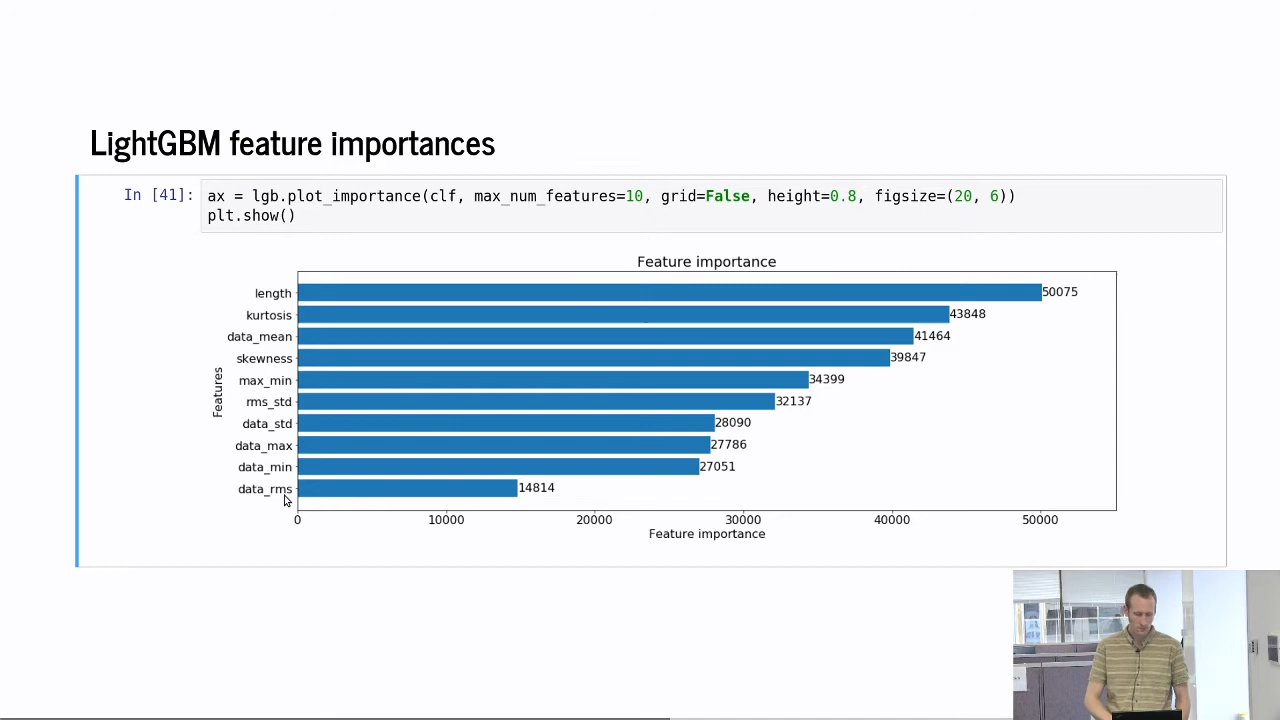 LightGBM feature importances
In [41]: ax = lgb.plot_importance(clf, max_num_features=10, grid=False, height=0.8, figsize=(20, 6))
plt.show()
Feature importance
length 50075
kurtosis 43848
data_mean 41464
skewness 39847
max_min 34399
rms_std 32137
data_std 28090
data_max 27786
data_min 27051
data_rms 14814
Features
0 10000 20000 30000 40000 50000
Feature importance